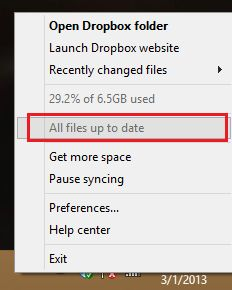 Open Dropbox folder
Launch Dropbox website
Recently changed files
29.2% of 6.5GB used
All files up to date
Get more space
Pause syncing
Preferences...
Help center
Exit
3/1/2013